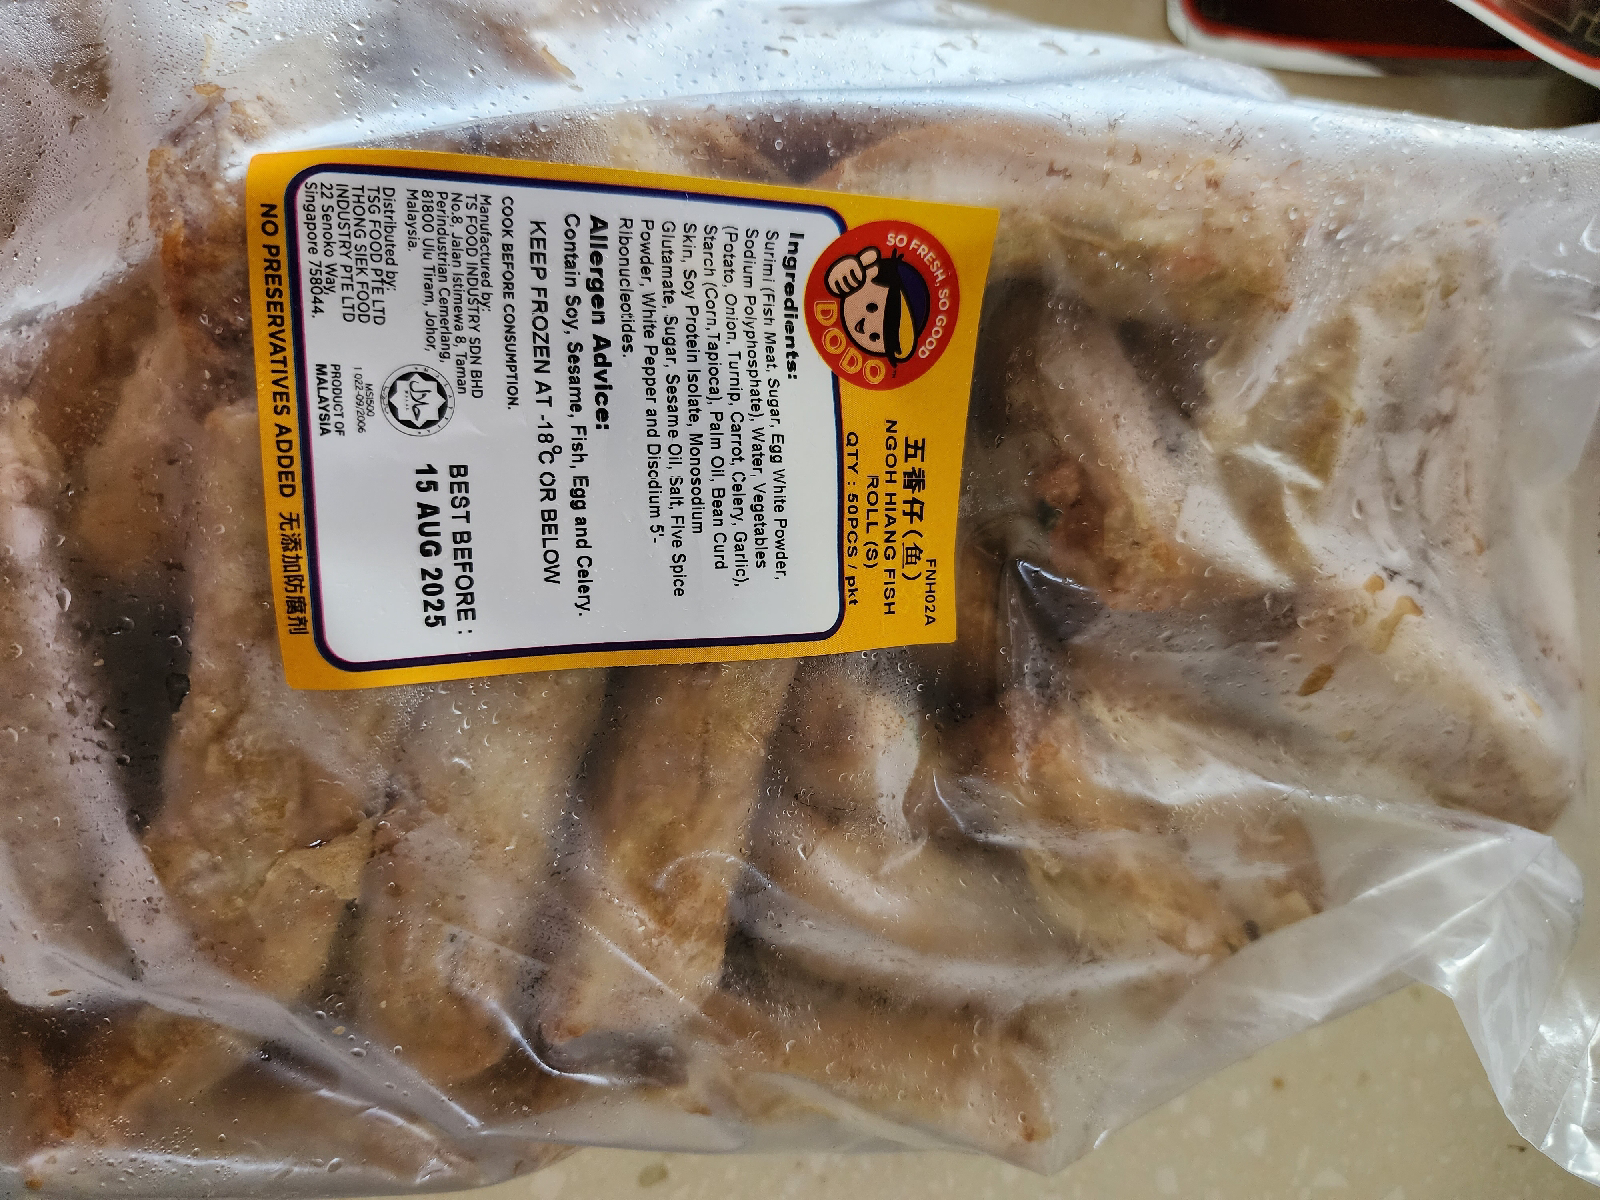 SO FRESH, SO GOOD
DODO
FNH02A
五香仔(鱼)
NGOH HIANG FISH
ROLL (S)
QTY : 50PCS / pkt
Ingredients:
Surimi (Fish Meat, Sugar, Egg White Powder,
Sodium Polyphosphate), Water, Vegetables
(Potato, Onion, Turnip, Carrot, Celery, Garlic),
Starch (Corn, Tapioca), Palm Oil, Bean Curd
Skin, Soy Protein Isolate, Monosodium
Glutamate, Sugar, Sesame Oil, Salt, Five Spice
Powder, White Pepper and Disodium 5'-
Ribonucleotides.
Allergen Advice:
Contain Soy, Sesame, Fish, Egg and Celery.
KEEP FROZEN AT -18°C OR BELOW
COOK BEFORE CONSUMPTION.
Manufactured by:
TS FOOD INDUSTRY SDN BHD
No.8, Jalan Istimewa 8, Taman
Perindustrian Cemerlang,
81800 Ulu Tiram, Johor,
Malaysia.
Distributed by:
TSG FOOD PTE LTD
THONG SIEK FOOD
INDUSTRY PTE LTD
22 Senoko Way,
Singapore 758044.
حلال
MS1500
1 022-09/2006
PRODUCT OF
MALAYSIA
BEST BEFORE :
15 AUG 2025
NO PRESERVATIVES ADDED 无添加防腐剂